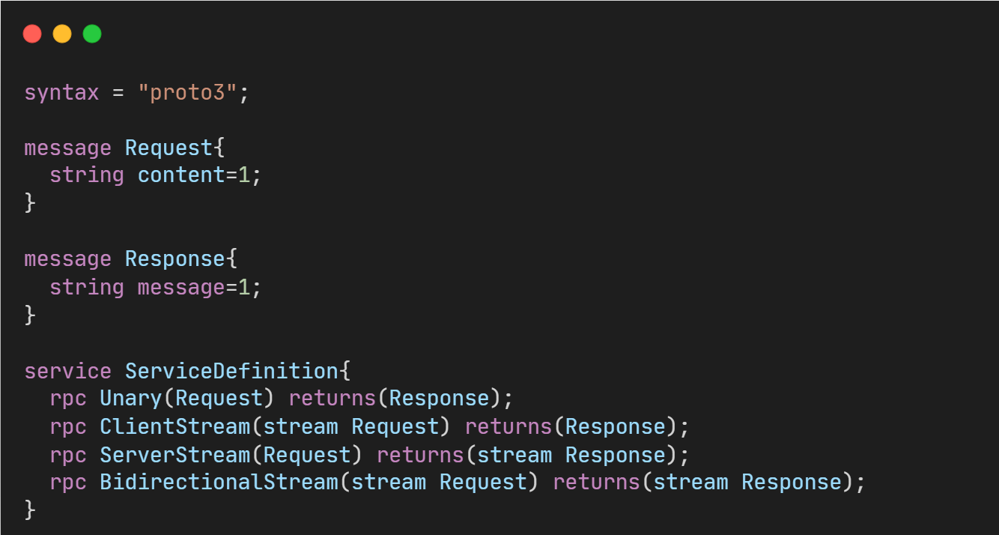 syntax = "proto3";
message Request{
  string content=1;
}
message Response{
  string message=1;
}
service ServiceDefinition{
  rpc Unary(Request) returns(Response);
  rpc ClientStream(stream Request) returns(Response);
  rpc ServerStream(Request) returns(stream Response);
  rpc BidirectionalStream(stream Request) returns(stream Response);
}